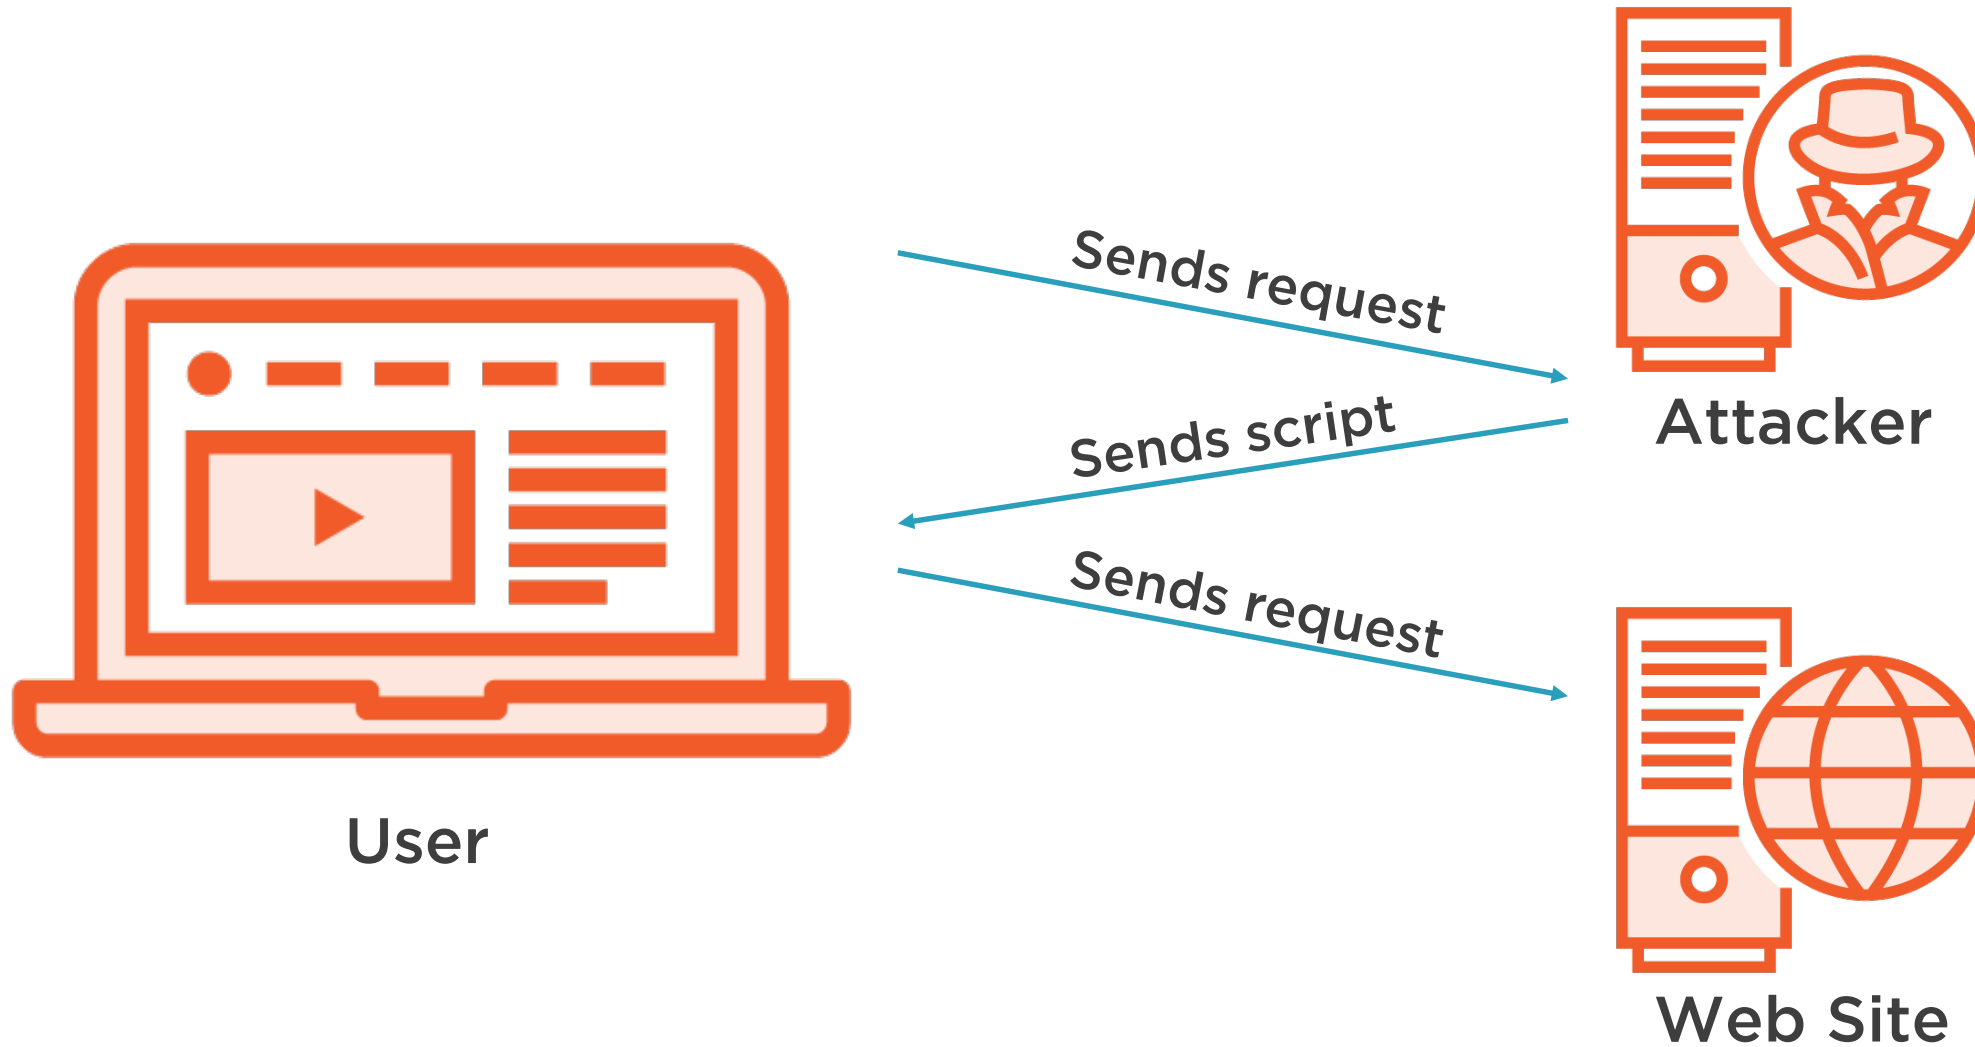 Sends request
Attacker
Sends script
Sends request
User
Web Site